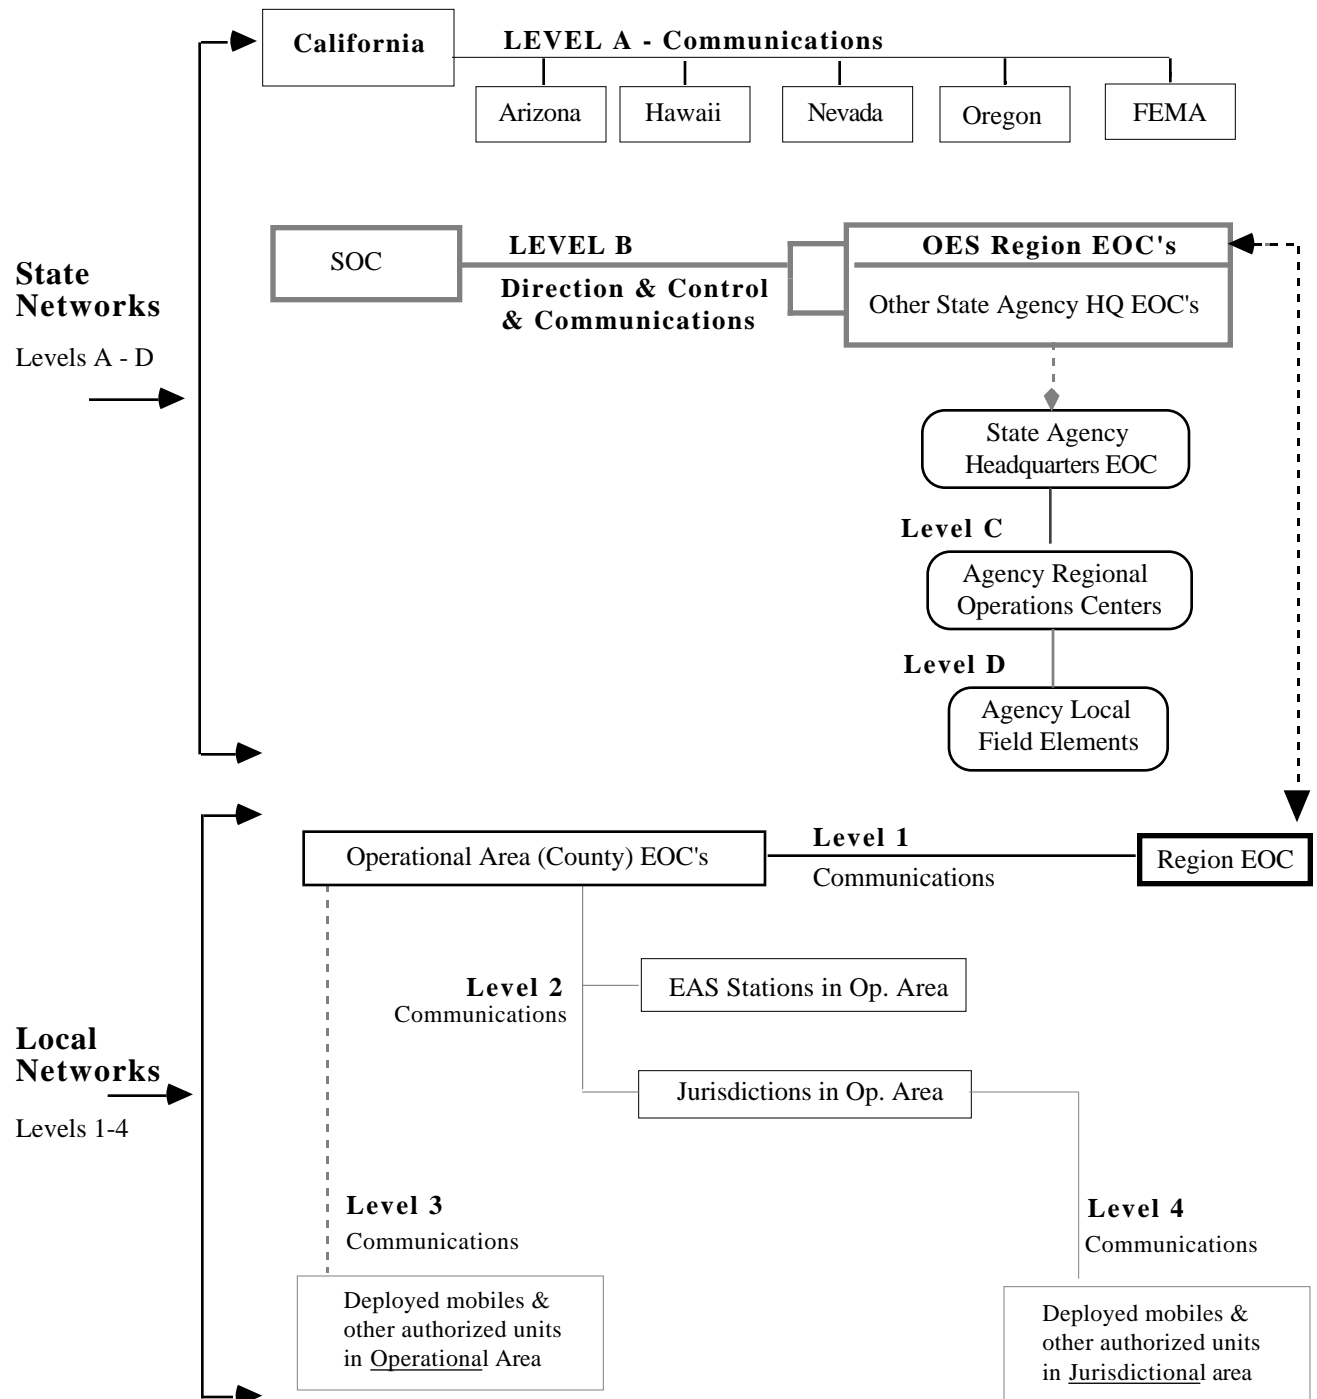 California
LEVEL A - Communications
Arizona
Hawaii
Nevada
Oregon
FEMA
SOC
LEVEL B
Direction & Control
& Communications
OES Region EOC's
Other State Agency HQ EOC's
State
Networks
Levels A - D
State Agency
Headquarters EOC
Level C
Agency Regional
Operations Centers
Level D
Agency Local
Field Elements
Operational Area (County) EOC's
Level 1
Communications
Region EOC
Level 2
Communications
EAS Stations in Op. Area
Local
Networks
Levels 1-4
Jurisdictions in Op. Area
Level 3
Communications
Level 4
Communications
Deployed mobiles &
other authorized units
in Operational Area
Deployed mobiles &
other authorized units
in Jurisdictional area